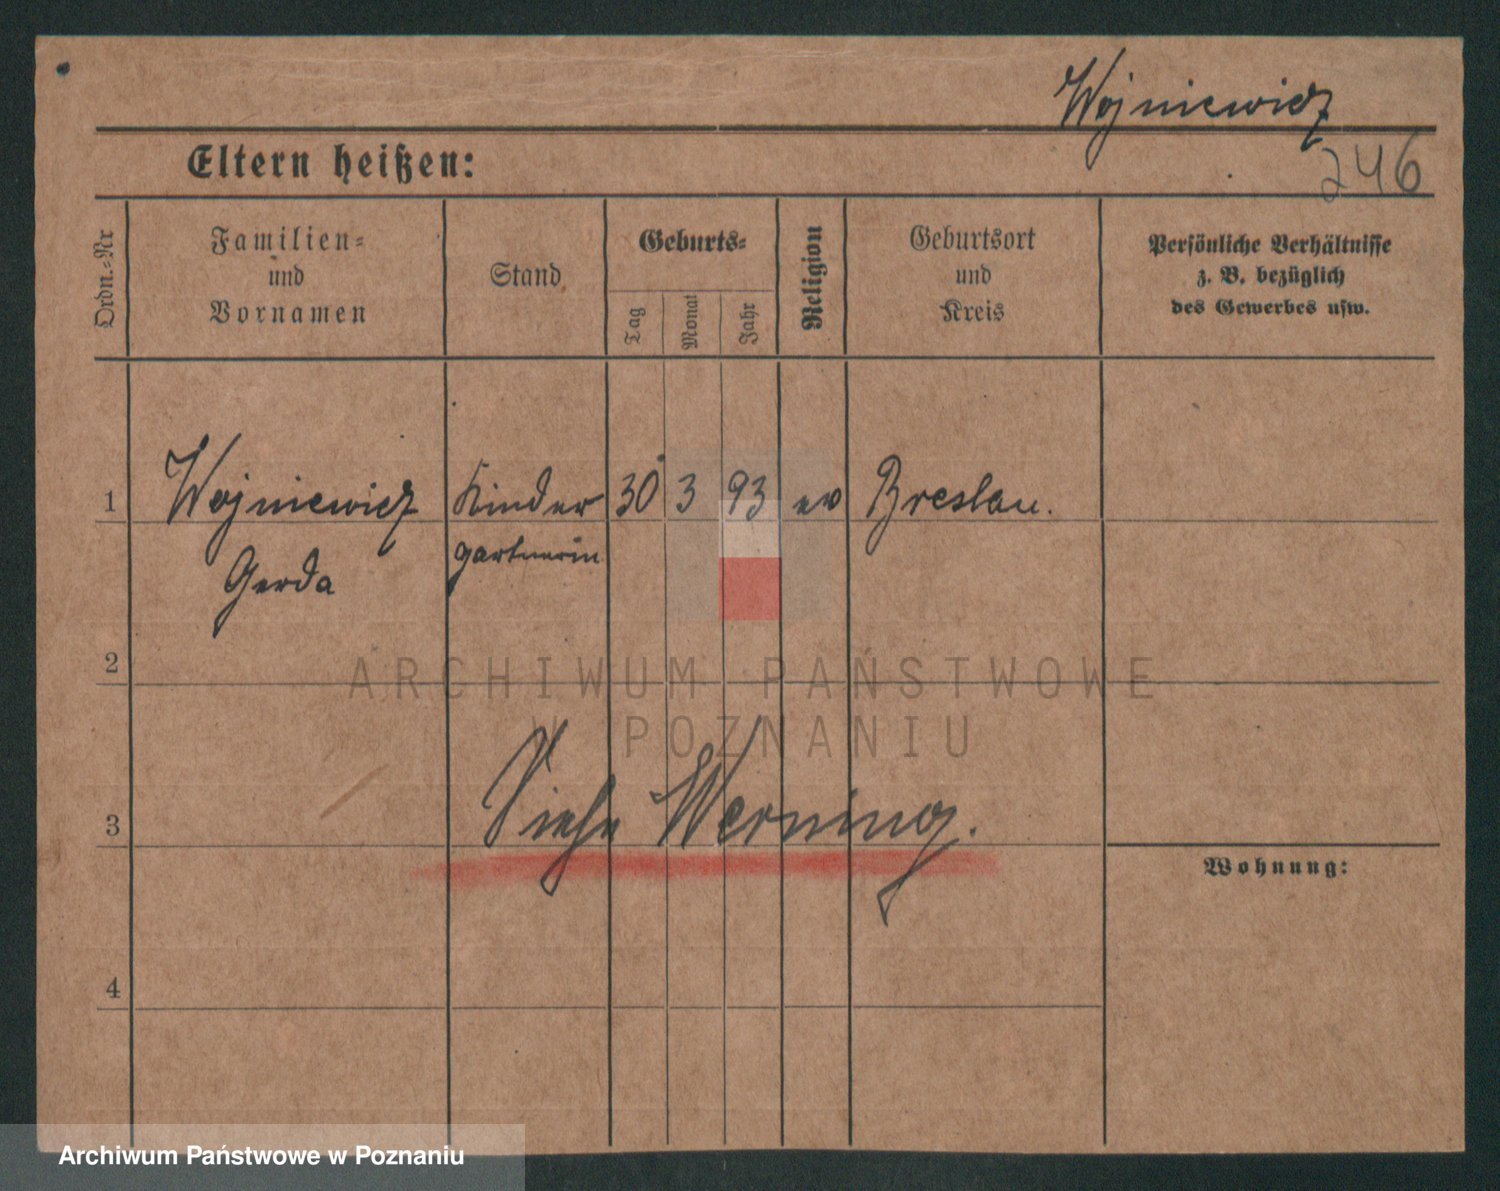 Wojniewicz
Eltern heißen:
246
Ordn.-Nr
Familien-
und
Vornamen
Stand
Geburts-
Tag
Monat
Jahr
Religion
Geburtsort
und
Kreis
Persönliche Verhältnisse
z. B. bezüglich
des Gewerbes usw.
1 Wojniewicz Kinder 30 3 93 ev Breslau.
Gerda gärtnerin
2
ARCHIWUM PAŃSTWOWE
W POZNANIU
Siehe Werning.
3
Wohnung:
4
Archiwum Państwowe w Poznaniu